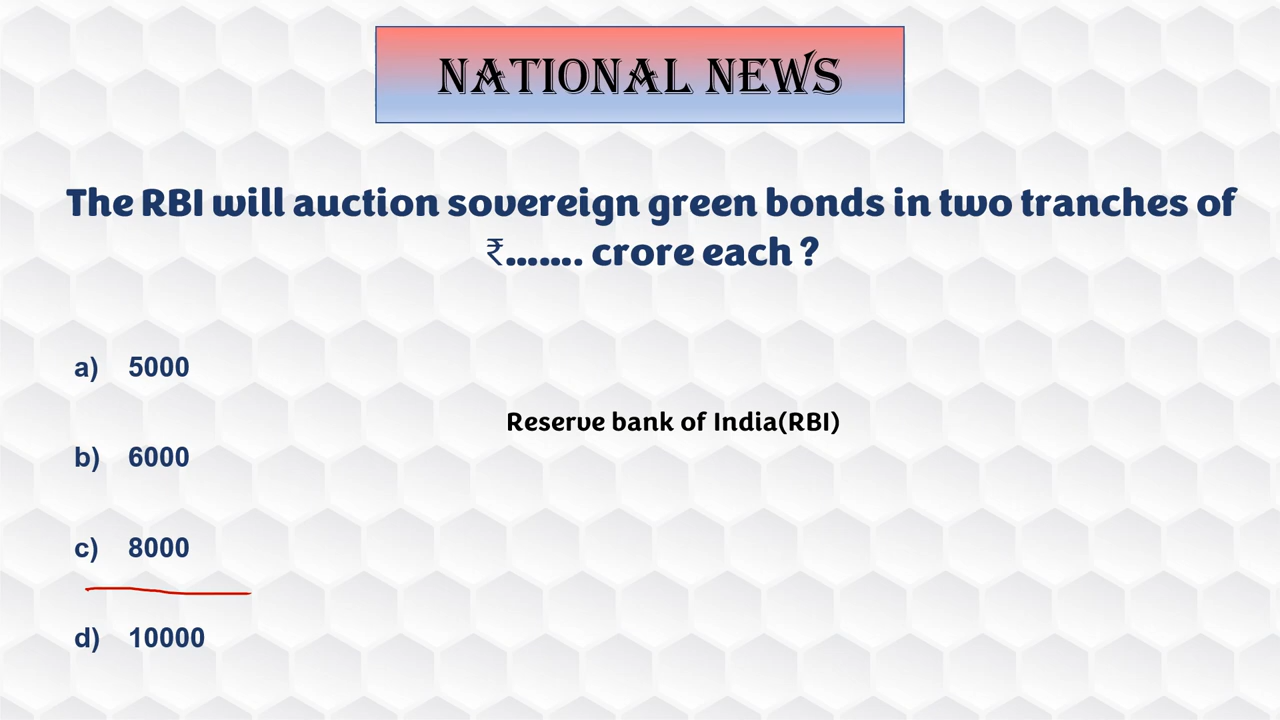 NATIONAL NEWS
The RBI will auction sovereign green bonds in two tranches of
₹....... crore each ?
a) 5000
Reserve bank of India(RBI)
b) 6000
c) 8000
d) 10000